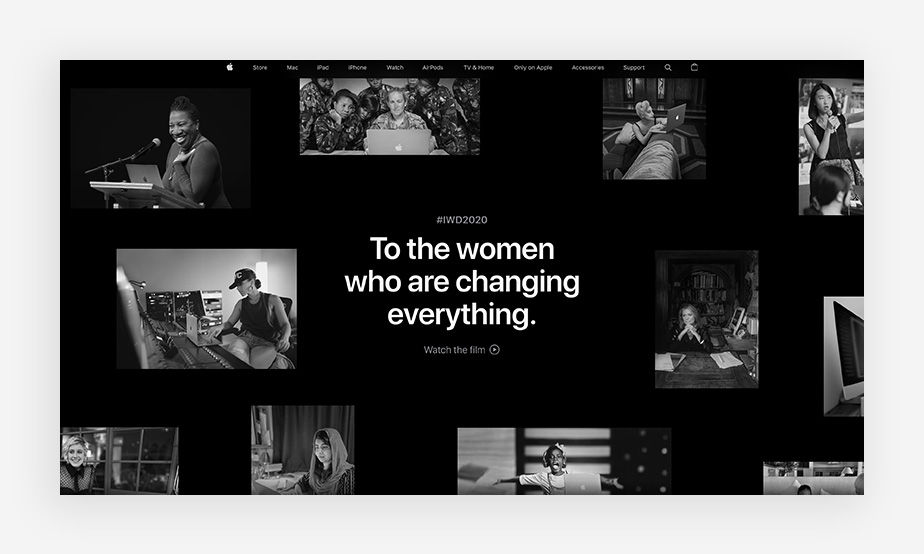 Store Mac iPad iPhone Watch AirPods TV & Home Only on Apple Accessories Support
#IWD2020
To the women
who are changing
everything.
Watch the film